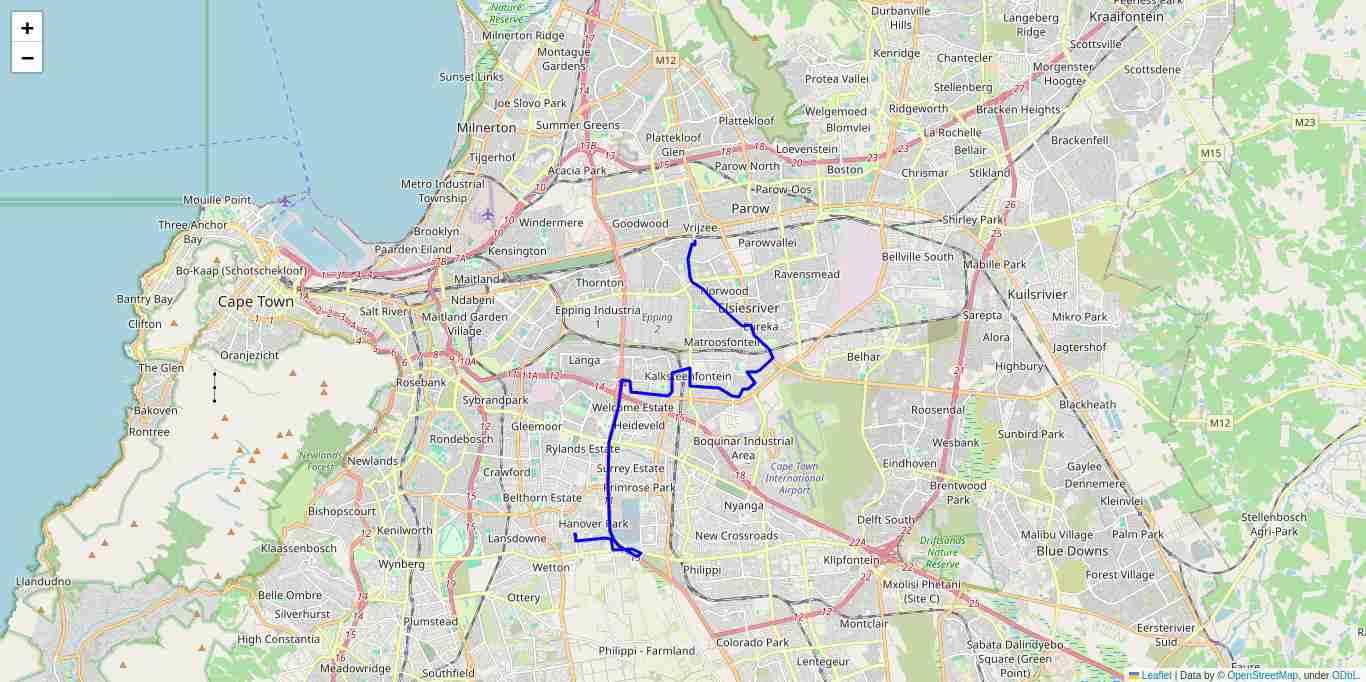 +
−
Nature
Reserve
Durbanville
Hills
Langeberg
Ridge
Kraaifontein
Milnerton Ridge
Kenridge
Chantecler
Scottsville
Montague
Gardens
M12
Sunset Links
Protea Vallei
Morgenster
Hoogte
Scottsdene
Stellenberg
Joe Slovo Park
Welgemoed
Ridgeworth
Bracken Heights
Summer Greens
Plattekloof
Blomvlei
M23
Milnerton
Plattekloof
Glen
La Rochelle
Brackenfell
Tijgerhof
Loevenstein
Bellair
M15
Acacia Park
Parow North
Boston
Chrismar
Stikland
Metro Industrial
Township
Parow-Oos
Mouille Point
Parow
Three Anchor
Bay
Brooklyn
Windermere
Goodwood
Vrijzee
Shirley Park
Paarden Eiland
Kensington
Parowvallei
Bellville South
Mabille Park
Bo-Kaap (Schotschekloof)
Maitland
Ravensmead
Bantry Bay
Cape Town
Thornton
Norwood
Kuilsrivier
Salt River
Ndabeni
Elsiesriver
Clifton
Maitland Garden
Village
Epping Industria
1
Epping
2
Eureka
Sarepta
Mikro Park
Matroosfontein
Alora
Jagtershof
Oranjezicht
Langa
Belhar
The Glen
Highbury
Rosebank
Kalksteenfontein
Bakoven
Sybrandpark
Welcome Estate
Roosendal
Blackheath
Rontree
Gleemoor
Heideveld
M12
Rondebosch
Boquinar Industrial
Area
Wesbank
Sunbird Park
Newlands
Forest
Newlands
Rylands Estate
Crawford
Surrey Estate
Cape Town
International
Airport
Eindhoven
Gaylee
Dennemere
Primrose Park
Brentwood
Park
Kleinvlei
Belthorn Estate
Nyanga
Bishopscourt
Hanover Park
Delft South
Stellenbosch
Agri-Park
Kenilworth
Lansdowne
New Crossroads
Malibu Village
Palm Park
Klaassenbosch
Driftsands
Nature
Reserve
Blue Downs
Wynberg
Wetton
Philippi
Klipfontein
Forest Village
Llandudno
Belle Ombre
Ottery
Mxolisi Phetani
(Site C)
Silverhurst
Plumstead
Montclair
High Constantia
Colorado Park
Eersterivier
Suid
Sabata Dalindyebo
Square (Green
Point)
Meadowridge
Southfield
Philippi - Farmland
Lentegeur
Faure
Leaflet | Data by © OpenStreetMap, under ODbL.